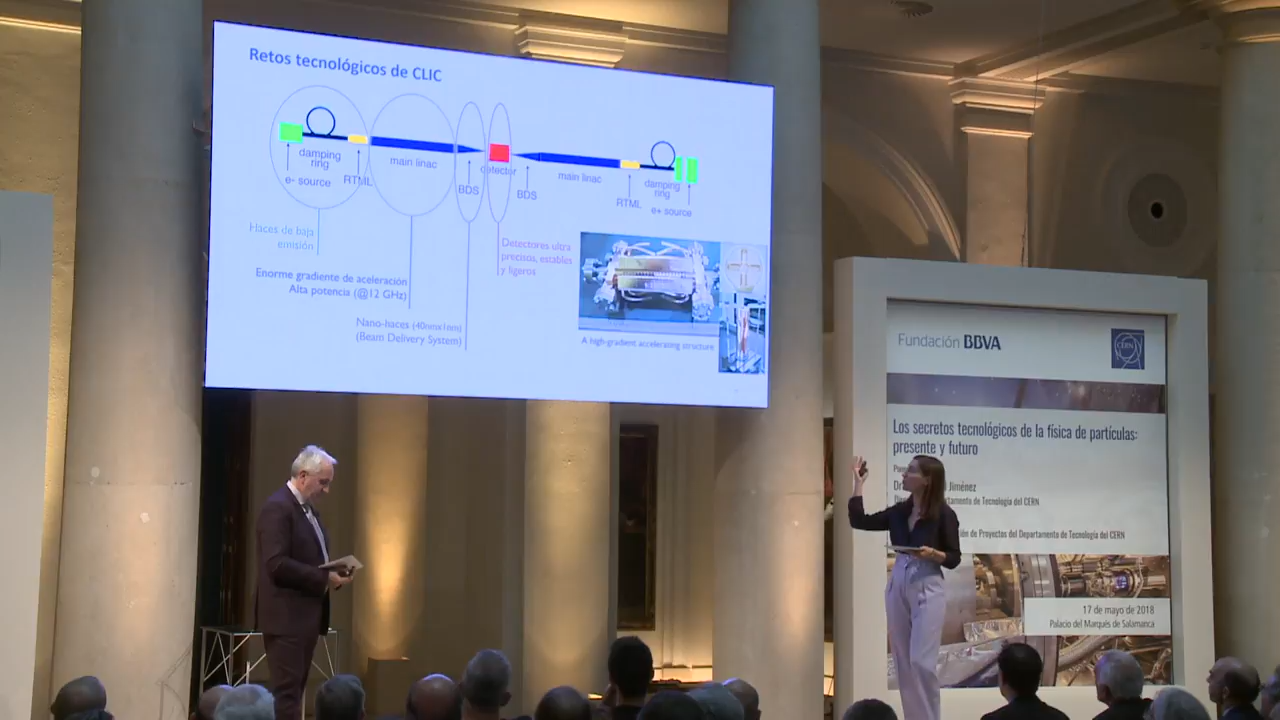 Retos tecnológicos de CLIC
damping
ring
main linac
detector
e- source
RTML
BDS
BDS
main linac
damping
ring
RTML
e+ source
Haces de baja
emisión
Detectores ultra
precisos, estables
y ligeros
Enorme gradiente de aceleración
Alta potencia (@12 GHz)
Nano-haces (40nmx1nm)
(Beam Delivery System)
A high-gradient accelerating structure
Fundación BBVA
CERN
Los secretos tecnológicos de la física de partículas:
presente y futuro
Jiménez
de Tecnología del CERN
de Proyectos del Departamento de Tecnología del CERN
17 de mayo de 2018
Palacio del Marqués de Salamanca